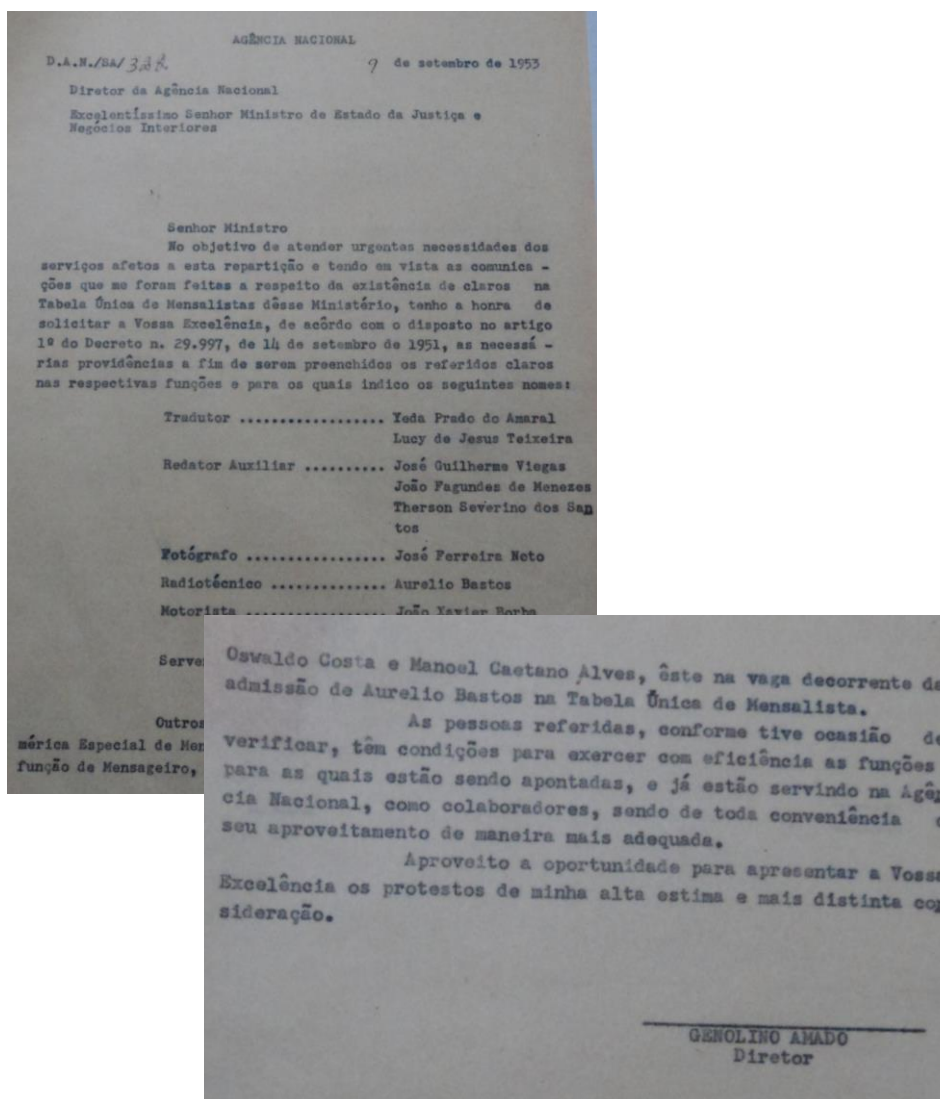 AGÊNCIA NACIONAL
D.A.N./SA/328
9 de setembro de 1953
Diretor da Agência Nacional
Excelentíssimo Senhor Ministro de Estado da Justiça e
Negócios Interiores
Senhor Ministro
No objetivo de atender urgentes necessidades dos
serviços afetos a esta repartição e tendo em vista as comunica -
ções que me foram feitas a respeito da existência de claros na
Tabela Única de Mensalistas dêsse Ministério, tenho a honra de
solicitar a Vossa Excelência, de acôrdo com o disposto no artigo
1º do Decreto n. 29.997, de 14 de setembro de 1951, as necessá -
rias providências a fim de serem preenchidos os referidos claros
nas respectivas funções e para os quais indico os seguintes nomes:
Tradutor .................. Yeda Prado do Amaral
Lucy de Jesus Teixeira
Redator Auxiliar .......... José Guilherme Viegas
João Fagundes de Menezes
Therson Severino dos San
tos
Fotógrafo ................. José Ferreira Neto
Radiotécnico .............. Aurelio Bastos
Motorista ................. João Xavier Borba
Serve
Outros
mérica Especial de Men
função de Mensageiro,
Oswaldo Costa e Manoel Caetano Alves, êste na vaga decorrente da
admissão de Aurelio Bastos na Tabela Única de Mensalista.
As pessoas referidas, conforme tive ocasião de
verificar, têm condições para exercer com eficiência as funções
para as quais estão sendo apontadas, e já estão servindo na Agên
cia Nacional, como colaboradores, sendo de toda conveniência
seu aproveitamento de maneira mais adequada.
Aproveito a oportunidade para apresentar a Vossa
Excelência os protestos de minha alta estima e mais distinta con
sideração.
GENOLINO AMADO
Diretor